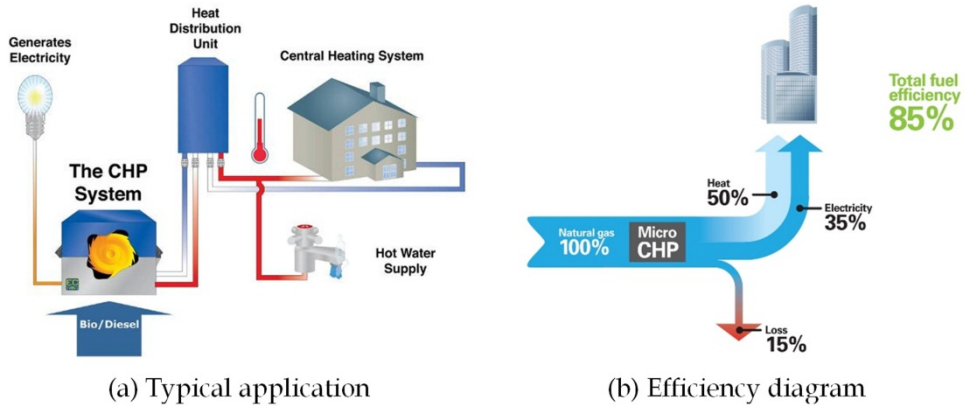 Generates
Electricity
Heat
Distribution
Unit
Central Heating System
The CHP
System
Hot Water
Supply
Bio/Diesel
(a) Typical application
Total fuel
efficiency
85%
Heat
50%
Electricity
35%
Natural gas
100%
Micro
CHP
Loss
15%
(b) Efficiency diagram